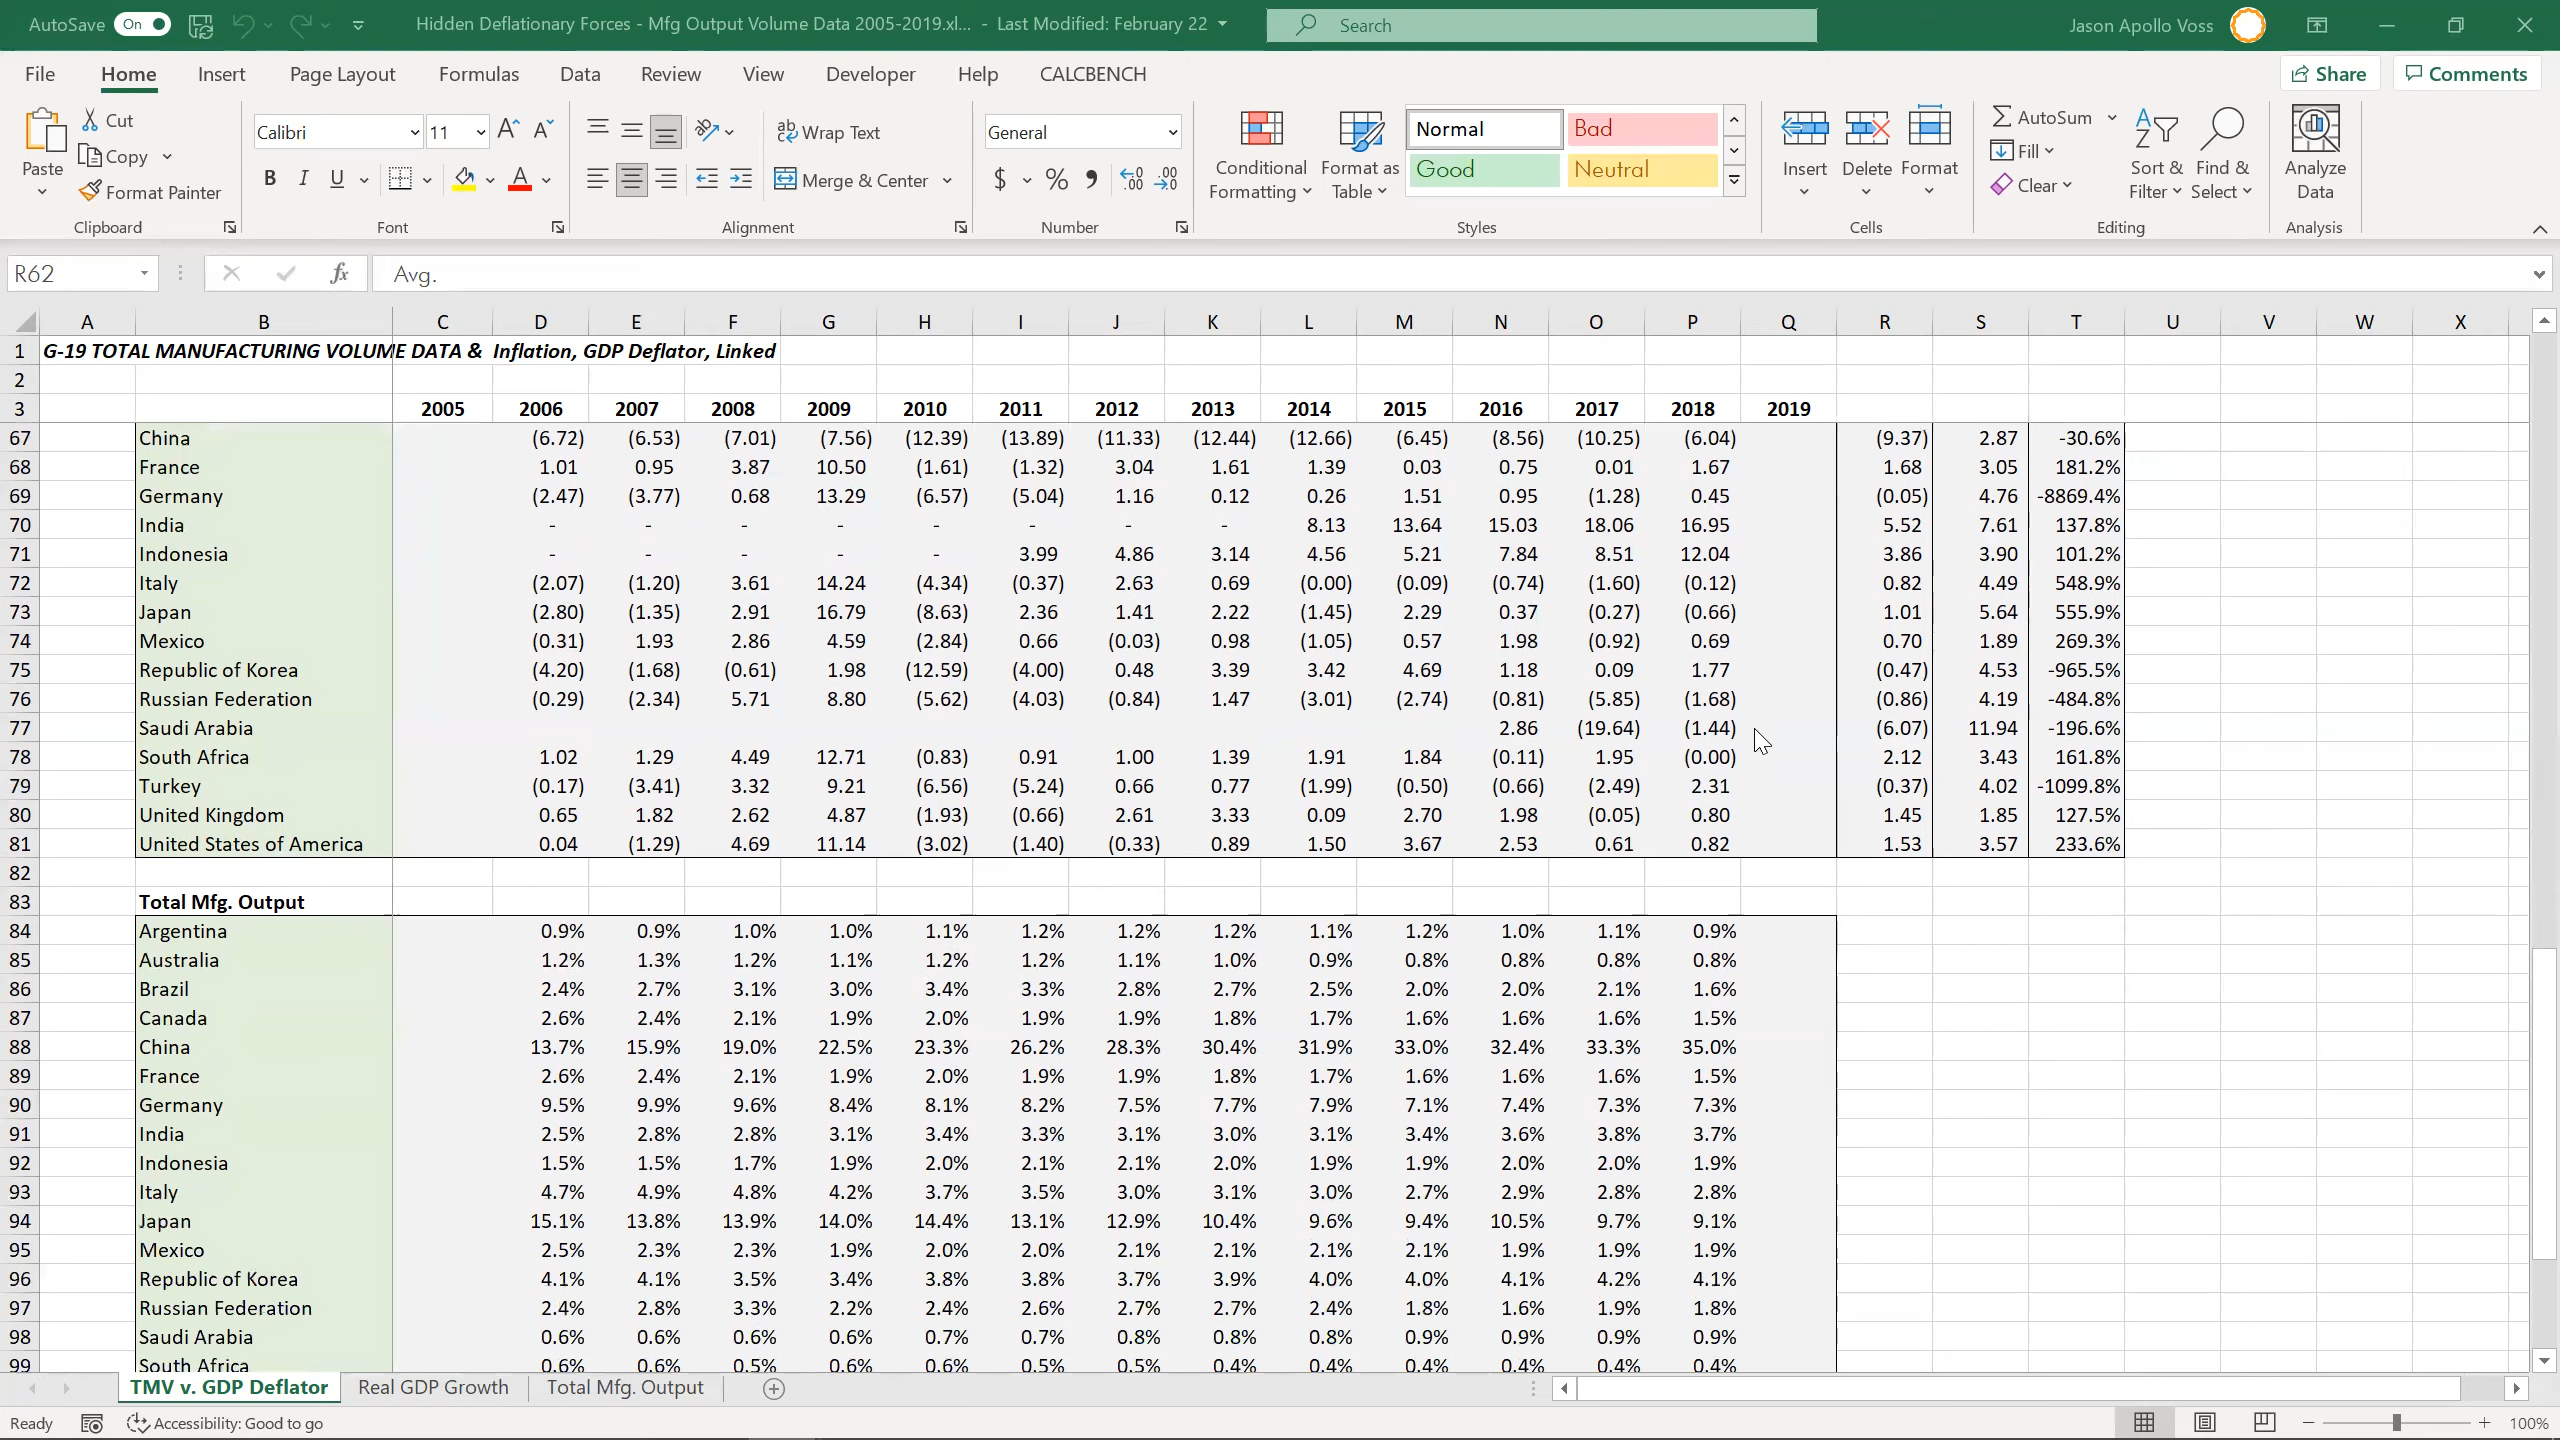 AutoSave On Hidden Deflationary Forces - Mfg Output Volume Data 2005-2019.xl... - Last Modified: February 22 Search Jason Apollo Voss
File Home Insert Page Layout Formulas Data Review View Developer Help CALCBENCH Share Comments
Cut
Copy
Format Painter
Paste
Clipboard
Calibri 11
B I U
Font
ab Wrap Text
Merge & Center
Alignment
General
$ % 9
Number
Conditional Formatting
Format as Table
Normal Bad
Good Neutral
Styles
Insert Delete Format
Cells
AutoSum
Fill
Clear
Sort & Filter
Find & Select
Editing
Analyze Data
Analysis
R62 fx Avg.
A B C D E F G H I J K L M N O P Q R S T U V W X
1 G-19 TOTAL MANUFACTURING VOLUME DATA & Inflation, GDP Deflator, Linked
2
3 2005 2006 2007 2008 2009 2010 2011 2012 2013 2014 2015 2016 2017 2018 2019
67 China (6.72) (6.53) (7.01) (7.56) (12.39) (13.89) (11.33) (12.44) (12.66) (6.45) (8.56) (10.25) (6.04) (9.37) 2.87 -30.6%
68 France 1.01 0.95 3.87 10.50 (1.61) (1.32) 3.04 1.61 1.39 0.03 0.75 0.01 1.67 1.68 3.05 181.2%
69 Germany (2.47) (3.77) 0.68 13.29 (6.57) (5.04) 1.16 0.12 0.26 1.51 0.95 (1.28) 0.45 (0.05) 4.76 -8869.4%
70 India - - - - - - - - 8.13 13.64 15.03 18.06 16.95 5.52 7.61 137.8%
71 Indonesia - - - - - 3.99 4.86 3.14 4.56 5.21 7.84 8.51 12.04 3.86 3.90 101.2%
72 Italy (2.07) (1.20) 3.61 14.24 (4.34) (0.37) 2.63 0.69 (0.00) (0.09) (0.74) (1.60) (0.12) 0.82 4.49 548.9%
73 Japan (2.80) (1.35) 2.91 16.79 (8.63) 2.36 1.41 2.22 (1.45) 2.29 0.37 (0.27) (0.66) 1.01 5.64 555.9%
74 Mexico (0.31) 1.93 2.86 4.59 (2.84) 0.66 (0.03) 0.98 (1.05) 0.57 1.98 (0.92) 0.69 0.70 1.89 269.3%
75 Republic of Korea (4.20) (1.68) (0.61) 1.98 (12.59) (4.00) 0.48 3.39 3.42 4.69 1.18 0.09 1.77 (0.47) 4.53 -965.5%
76 Russian Federation (0.29) (2.34) 5.71 8.80 (5.62) (4.03) (0.84) 1.47 (3.01) (2.74) (0.81) (5.85) (1.68) (0.86) 4.19 -484.8%
77 Saudi Arabia 2.86 (19.64) (1.44) (6.07) 11.94 -196.6%
78 South Africa 1.02 1.29 4.49 12.71 (0.83) 0.91 1.00 1.39 1.91 1.84 (0.11) 1.95 (0.00) 2.12 3.43 161.8%
79 Turkey (0.17) (3.41) 3.32 9.21 (6.56) (5.24) 0.66 0.77 (1.99) (0.50) (0.66) (2.49) 2.31 (0.37) 4.02 -1099.8%
80 United Kingdom 0.65 1.82 2.62 4.87 (1.93) (0.66) 2.61 3.33 0.09 2.70 1.98 (0.05) 0.80 1.45 1.85 127.5%
81 United States of America 0.04 (1.29) 4.69 11.14 (3.02) (1.40) (0.33) 0.89 1.50 3.67 2.53 0.61 0.82 1.53 3.57 233.6%
82
83 Total Mfg. Output
84 Argentina 0.9% 0.9% 1.0% 1.0% 1.1% 1.2% 1.2% 1.2% 1.1% 1.2% 1.0% 1.1% 0.9%
85 Australia 1.2% 1.3% 1.2% 1.1% 1.2% 1.2% 1.1% 1.0% 0.9% 0.8% 0.8% 0.8% 0.8%
86 Brazil 2.4% 2.7% 3.1% 3.0% 3.4% 3.3% 2.8% 2.7% 2.5% 2.0% 2.0% 2.1% 1.6%
87 Canada 2.6% 2.4% 2.1% 1.9% 2.0% 1.9% 1.9% 1.8% 1.7% 1.6% 1.6% 1.6% 1.5%
88 China 13.7% 15.9% 19.0% 22.5% 23.3% 26.2% 28.3% 30.4% 31.9% 33.0% 32.4% 33.3% 35.0%
89 France 2.6% 2.4% 2.1% 1.9% 2.0% 1.9% 1.9% 1.8% 1.7% 1.6% 1.6% 1.6% 1.5%
90 Germany 9.5% 9.9% 9.6% 8.4% 8.1% 8.2% 7.5% 7.7% 7.9% 7.1% 7.4% 7.3% 7.3%
91 India 2.5% 2.8% 2.8% 3.1% 3.4% 3.3% 3.1% 3.0% 3.1% 3.4% 3.6% 3.8% 3.7%
92 Indonesia 1.5% 1.5% 1.7% 1.9% 2.0% 2.1% 2.1% 2.0% 1.9% 1.9% 2.0% 2.0% 1.9%
93 Italy 4.7% 4.9% 4.8% 4.2% 3.7% 3.5% 3.0% 3.1% 3.0% 2.7% 2.9% 2.8% 2.8%
94 Japan 15.1% 13.8% 13.9% 14.0% 14.4% 13.1% 12.9% 10.4% 9.6% 9.4% 10.5% 9.7% 9.1%
95 Mexico 2.5% 2.3% 2.3% 1.9% 2.0% 2.0% 2.1% 2.1% 2.1% 2.1% 1.9% 1.9% 1.9%
96 Republic of Korea 4.1% 4.1% 3.5% 3.4% 3.8% 3.8% 3.7% 3.9% 4.0% 4.0% 4.1% 4.2% 4.1%
97 Russian Federation 2.4% 2.8% 3.3% 2.2% 2.4% 2.6% 2.7% 2.7% 2.4% 1.8% 1.6% 1.9% 1.8%
98 Saudi Arabia 0.6% 0.6% 0.6% 0.6% 0.7% 0.7% 0.8% 0.8% 0.8% 0.9% 0.9% 0.9% 0.9%
99 South Africa 0.6% 0.6% 0.5% 0.6% 0.6% 0.5% 0.5% 0.4% 0.4% 0.4% 0.4% 0.4% 0.4%
TMV v. GDP Deflator Real GDP Growth Total Mfg. Output
Ready Accessibility: Good to go 100%